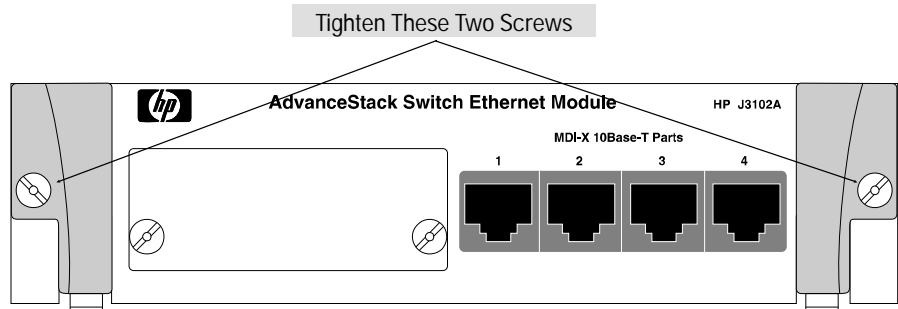 Tighten These Two Screws
hp AdvanceStack Switch Ethernet Module HP J3102A
MDI-X 10Base-T Parts
1 2 3 4